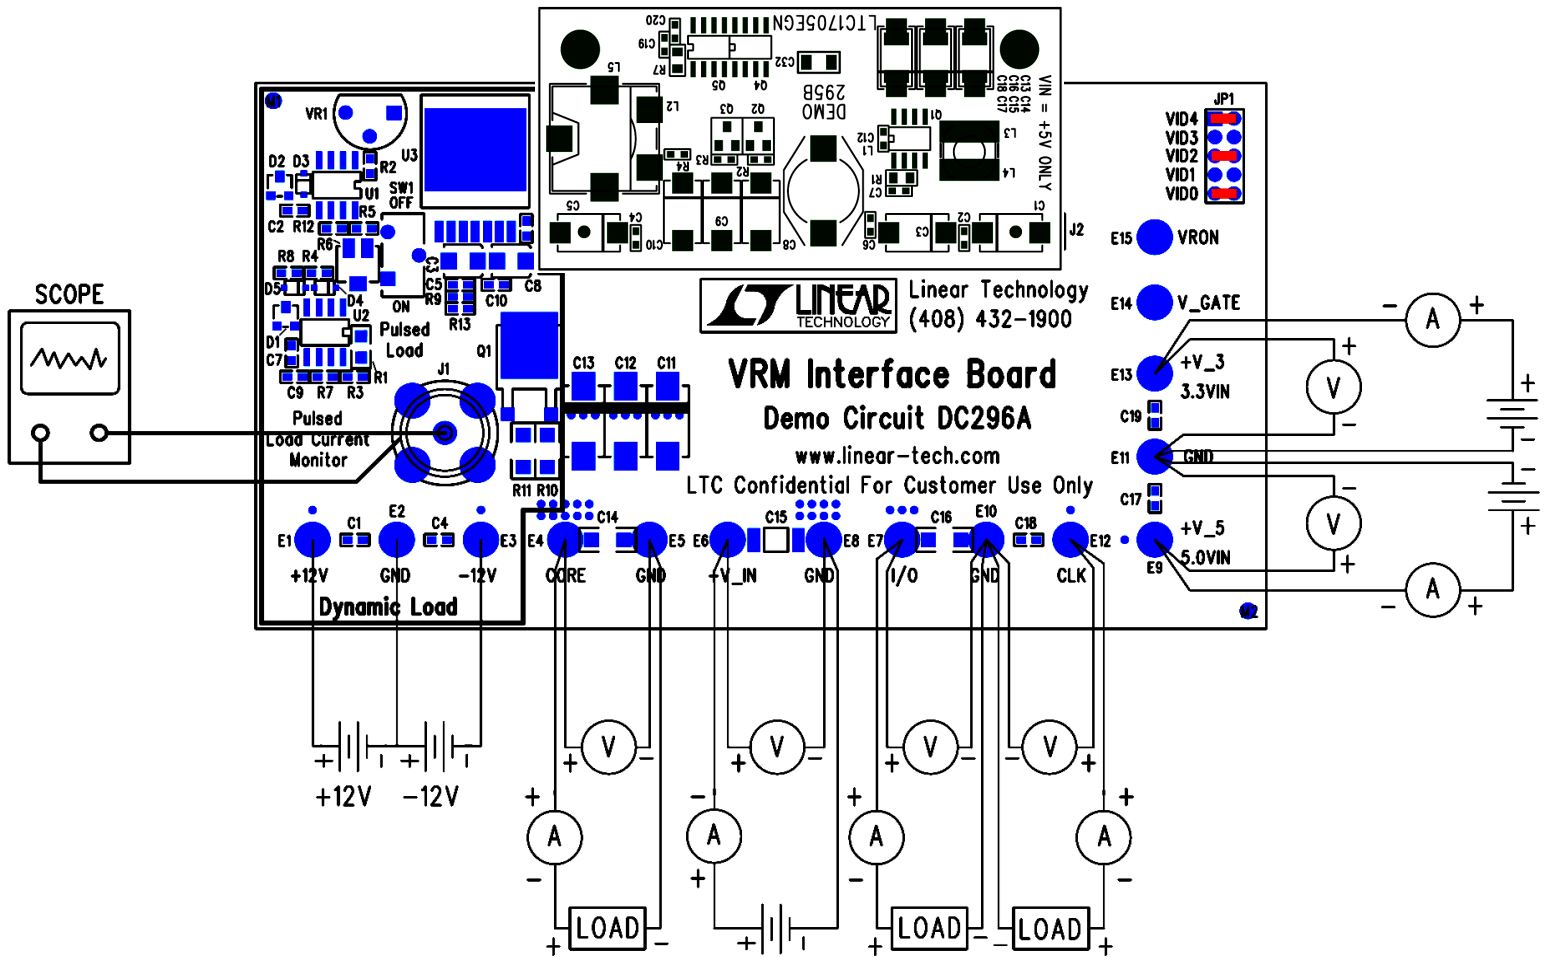 C20
C19
R7
Q5
Q4
LTC1705EGN
C32
DEMO
295B
VIN = +5V ONLY
C13 C14
C16 C15
C18 C17
L5
L2
Q3
Q2
R4
R3
R2
L1
C12
Q1
L3
L4
R1
C7
C5
C4
C10
C9
C8
C6
C3
C2
C1
J2
M1
VR1
U3
D2
D3
R2
U1
SW1
OFF
C2
R12
R5
R6
R8
R4
D5
D4
C3
C5
R9
R13
C10
C8
ON
U2
D1
C7
R1
C9
R7
R3
Pulsed
Load
Q1
J1
Pulsed
Load Current
Monitor
R11
R10
C13
C12
C11
JP1
VID4
VID3
VID2
VID1
VID0
E15
VRON
E14
V_GATE
E13
+V_3
3.3VIN
C19
E11
GND
C17
+V_5
5.0VIN
E9
M2
LINEAR
TECHNOLOGY
Linear Technology
(408) 432-1900
VRM Interface Board
Demo Circuit DC296A
www.linear-tech.com
LTC Confidential For Customer Use Only
SCOPE
E1
C1
E2
C4
E3
E4
C14
E5
E6
C15
E8
E7
C16
E10
C18
E12
+12V
GND
-12V
CORE
GND
+V_IN
GND
I/O
GND
CLK
Dynamic Load
- A +
+
V
-
+
-
-
+
-
V
+
- A +
+ -
+ -
+12V
-12V
+ V -
+ V -
+ V -
- V +
+
A
-
-
A
+
+
A
-
+
A
-
+ LOAD -
+ -
+ LOAD -
- LOAD +